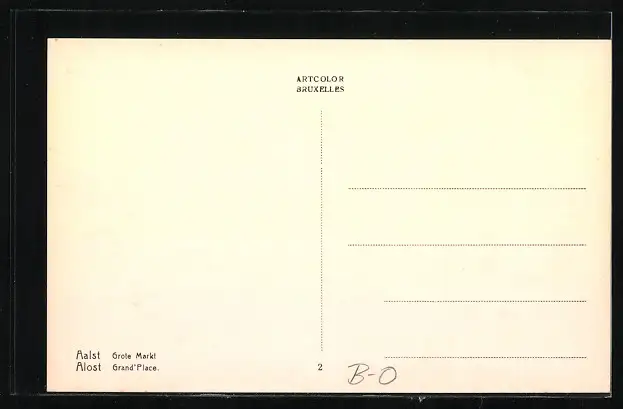 ARTCOLOR
BRUXELLES
Aalst Grote Markt
Alost Grand'Place.
2
B-O